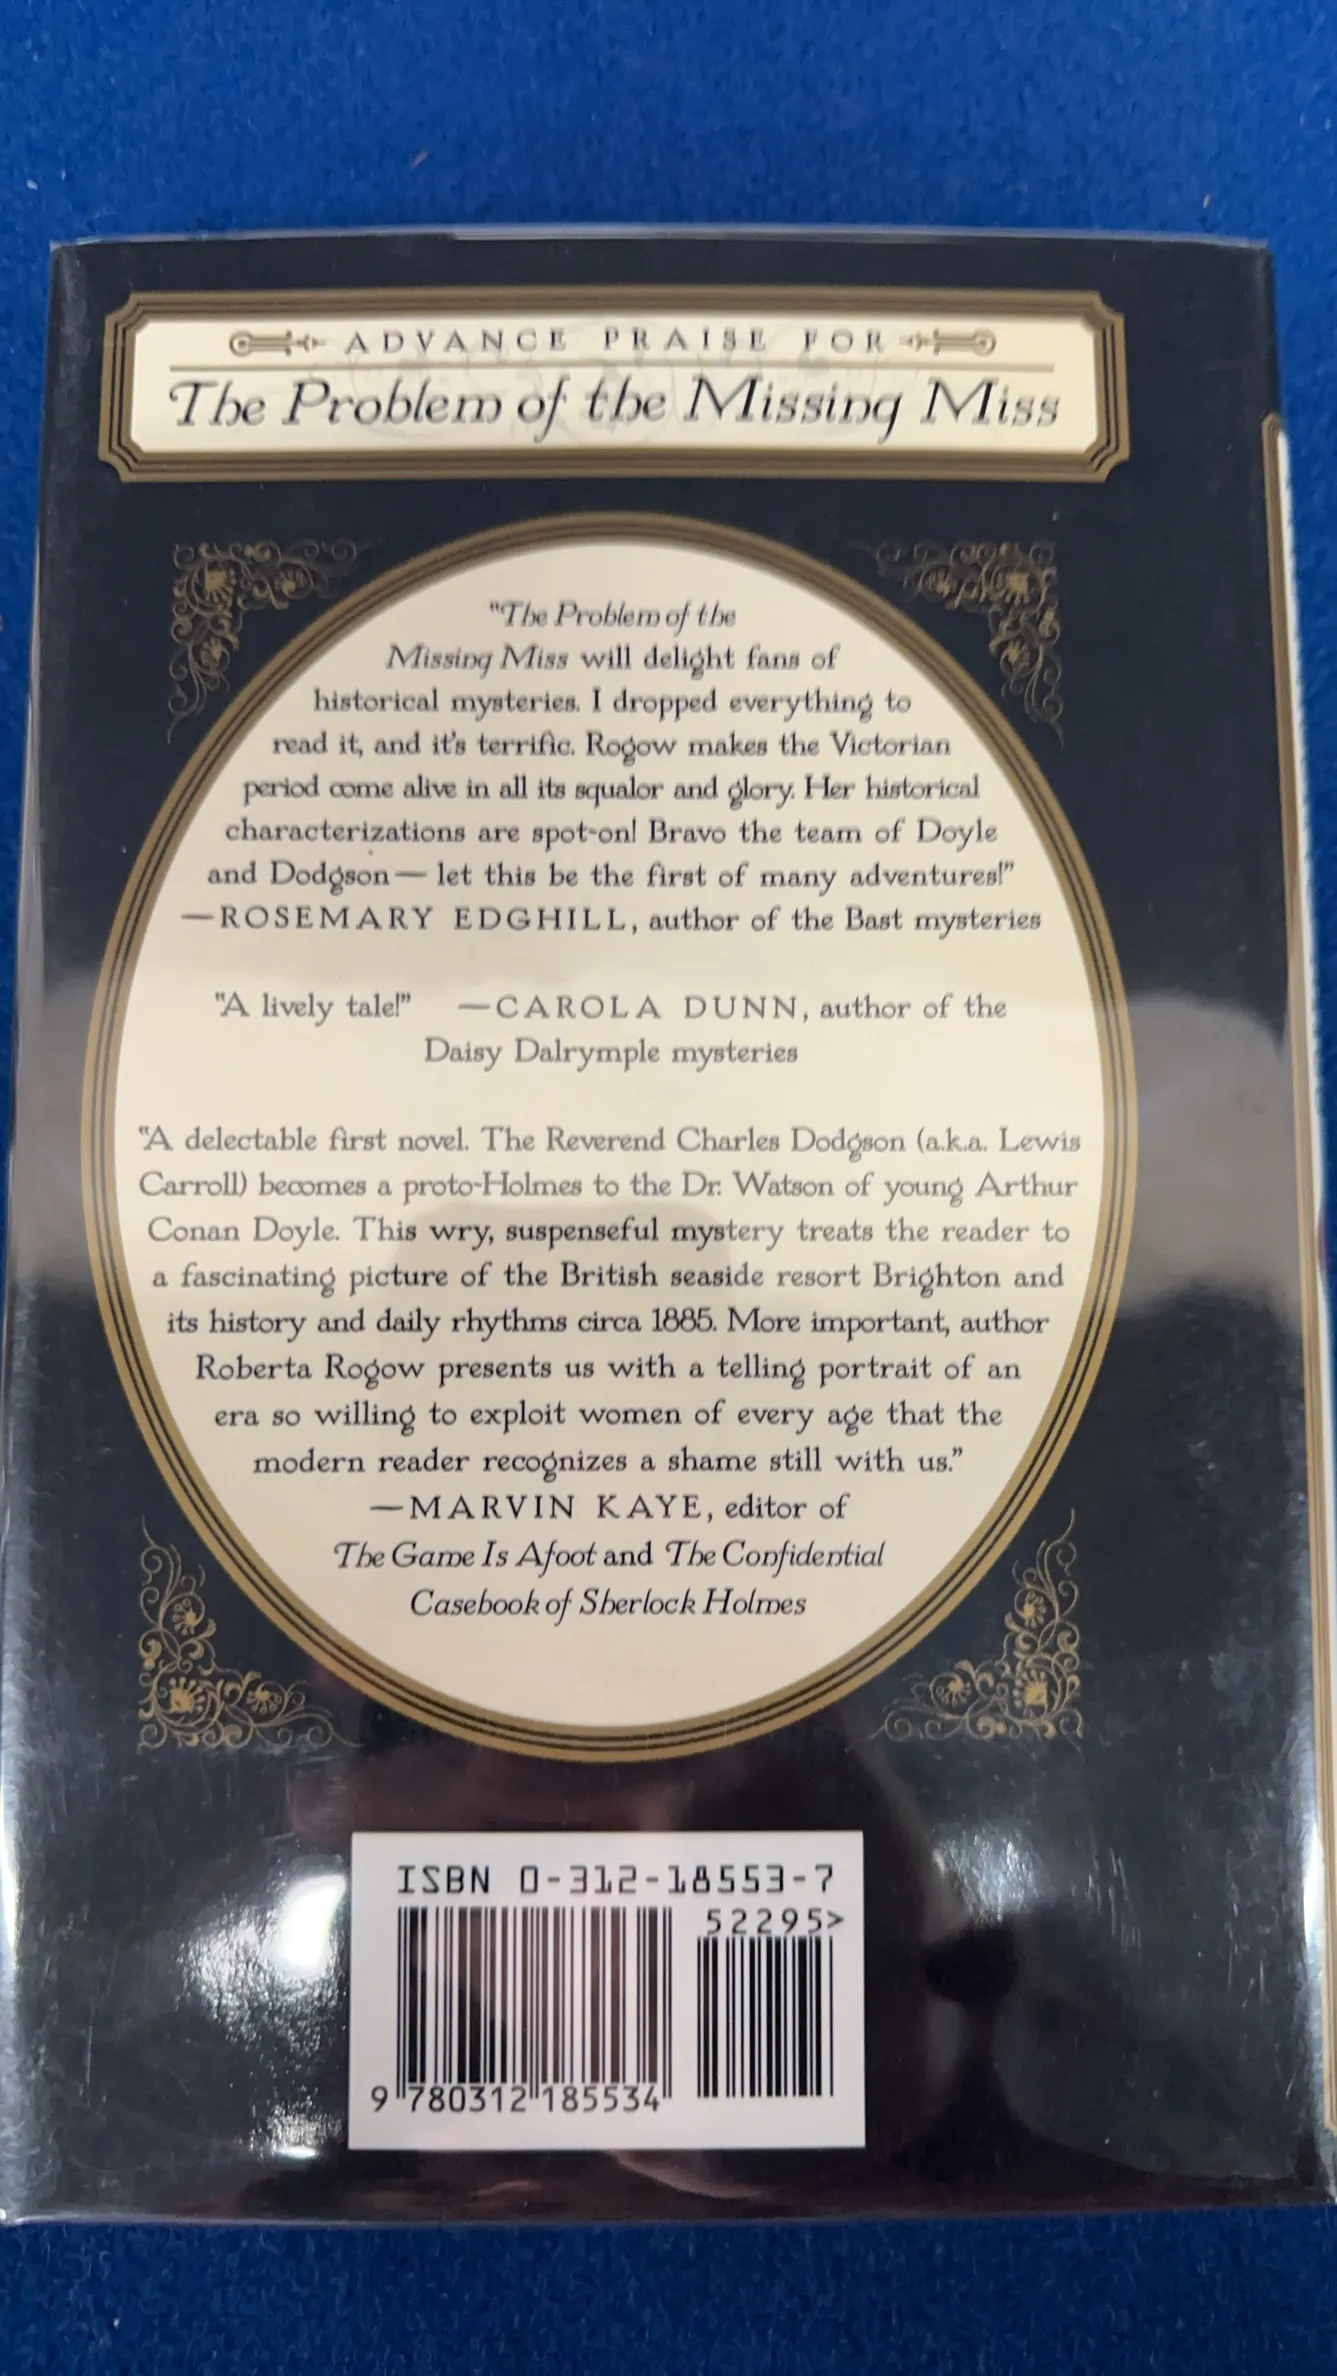 ADVANCE PRAISE FOR
The Problem of the Missing Miss
"The Problem of the
Missing Miss will delight fans of
historical mysteries. I dropped everything to
read it, and it's terrific. Rogow makes the Victorian
period come alive in all its squalor and glory. Her historical
characterizations are spot-on! Bravo the team of Doyle
and Dodgson— let this be the first of many adventures!"
—ROSEMARY EDGHILL, author of the Bast mysteries
"A lively tale!" —CAROLA DUNN, author of the
Daisy Dalrymple mysteries
"A delectable first novel. The Reverend Charles Dodgson (a.k.a. Lewis
Carroll) becomes a proto-Holmes to the Dr. Watson of young Arthur
Conan Doyle. This wry, suspenseful mystery treats the reader to
a fascinating picture of the British seaside resort Brighton and
its history and daily rhythms circa 1885. More important, author
Roberta Rogow presents us with a telling portrait of an
era so willing to exploit women of every age that the
modern reader recognizes a shame still with us."
—MARVIN KAYE, editor of
The Game Is Afoot and The Confidential
Casebook of Sherlock Holmes
ISBN 0-312-18553-7
52295>
9 780312 185534